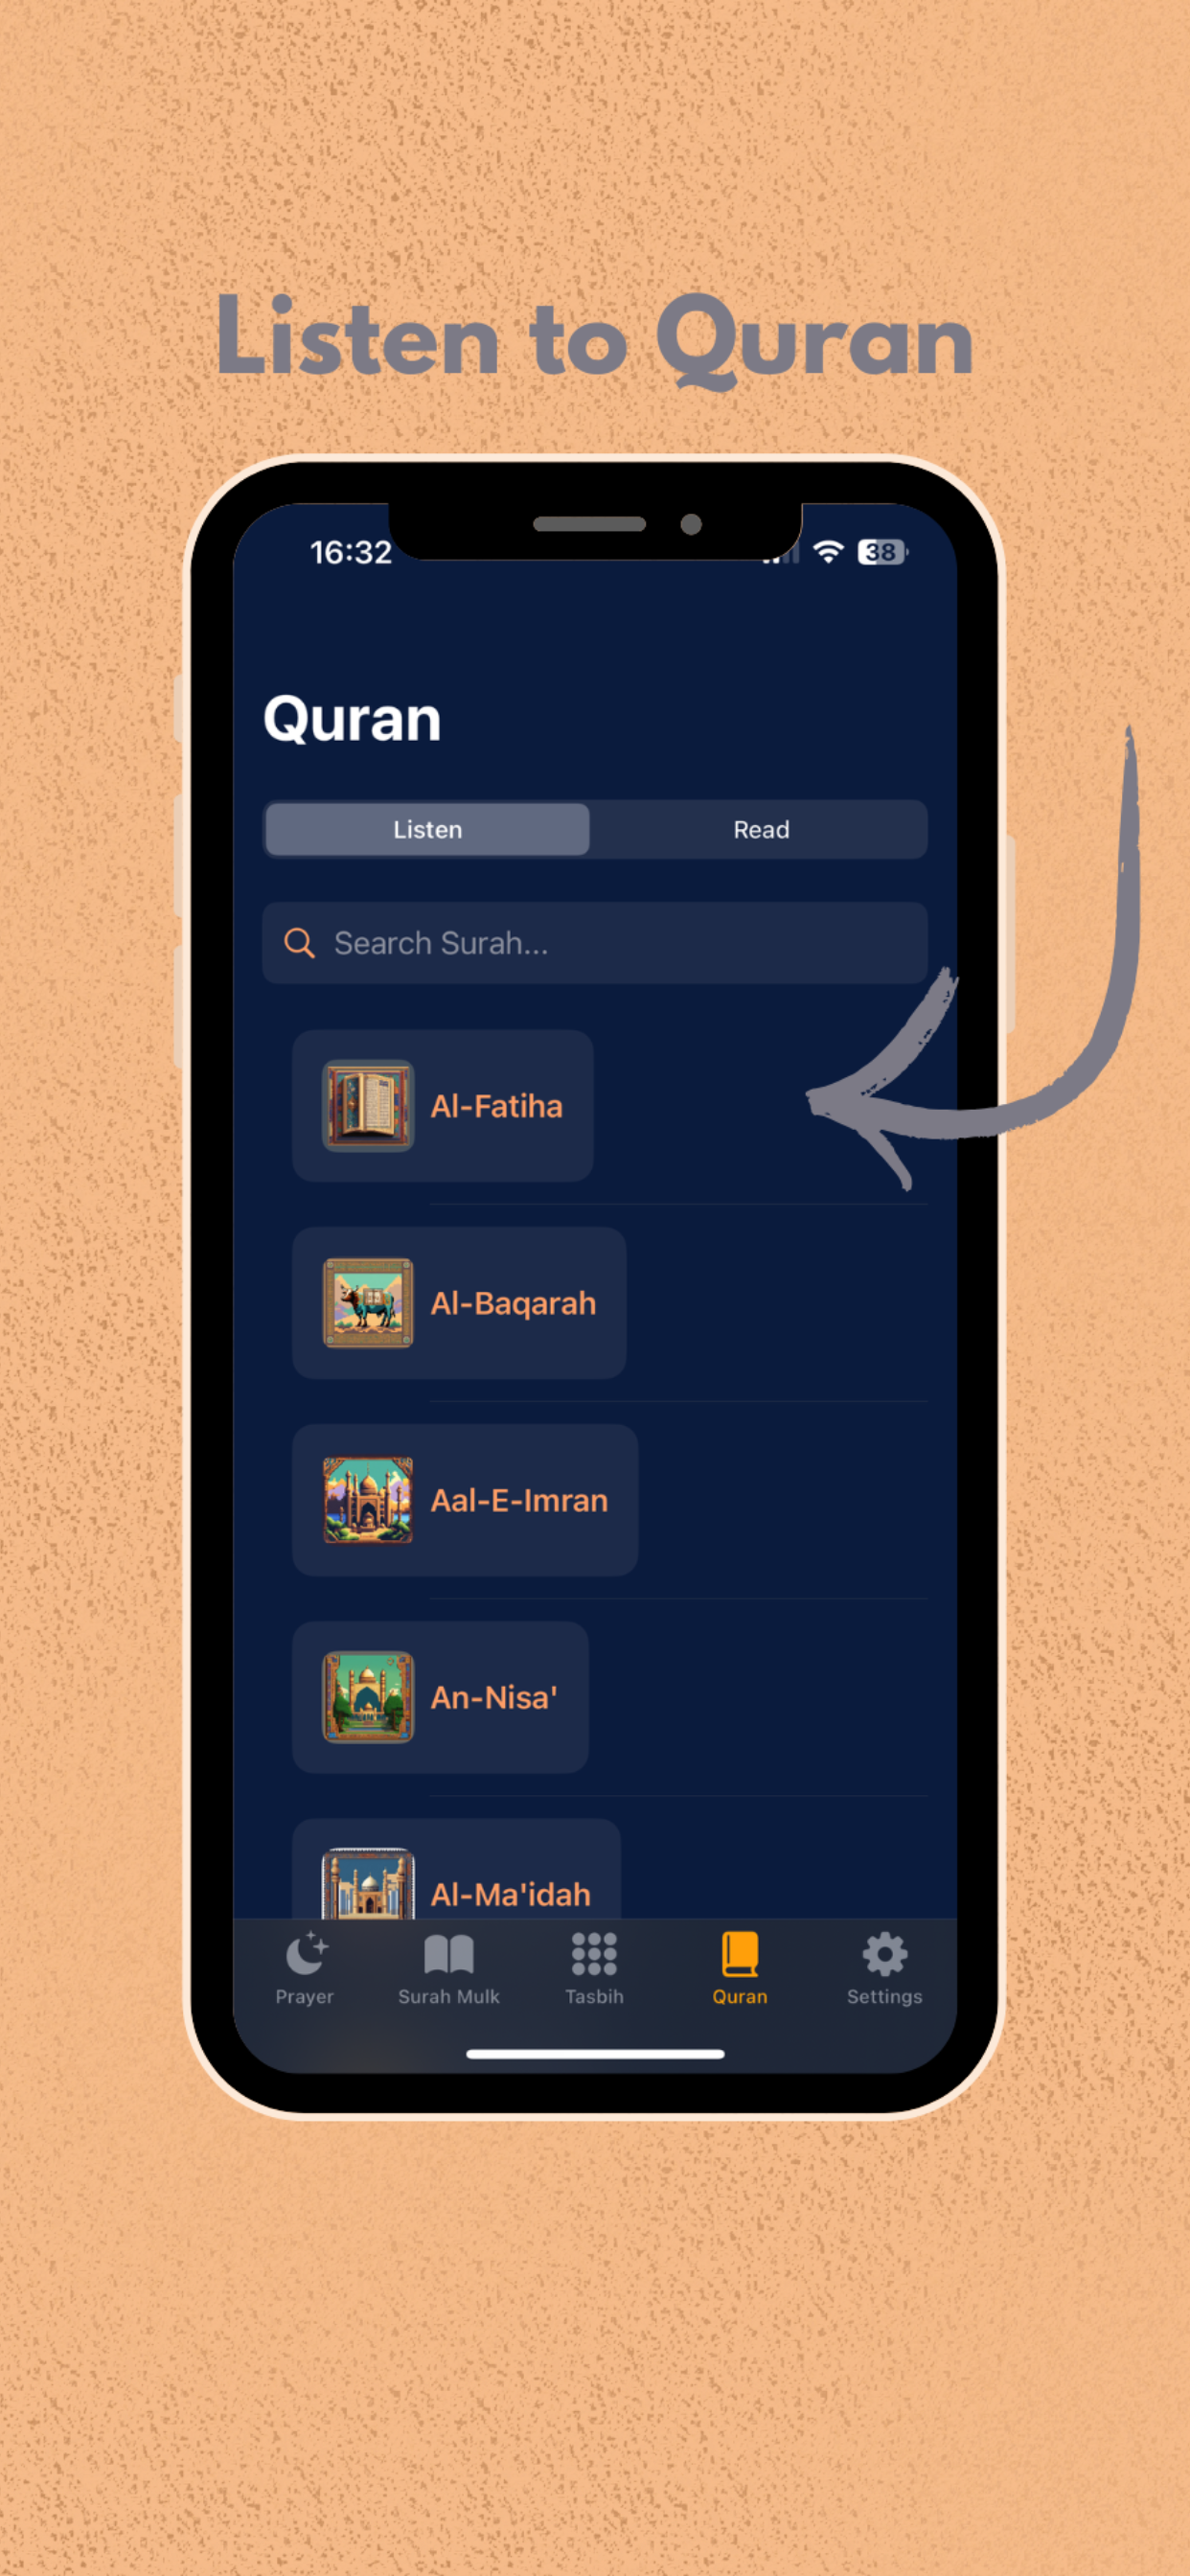 Listen to Quran
16:32
38
Quran
Listen
Read
Search Surah...
Al-Fatiha
Al-Baqarah
Aal-E-Imran
An-Nisa'
Al-Ma'idah
Prayer
Surah Mulk
Tasbih
Quran
Settings